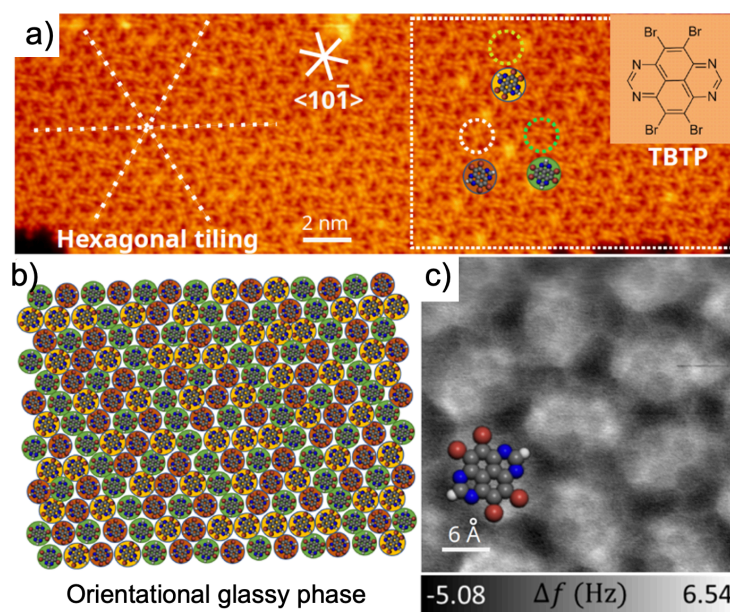 a)
<101̄>
Hexagonal tiling
2 nm
Br Br
N N
N N
Br Br
TBTP
b)
Orientational glassy phase
c)
6 Å
-5.08 Δf (Hz) 6.54